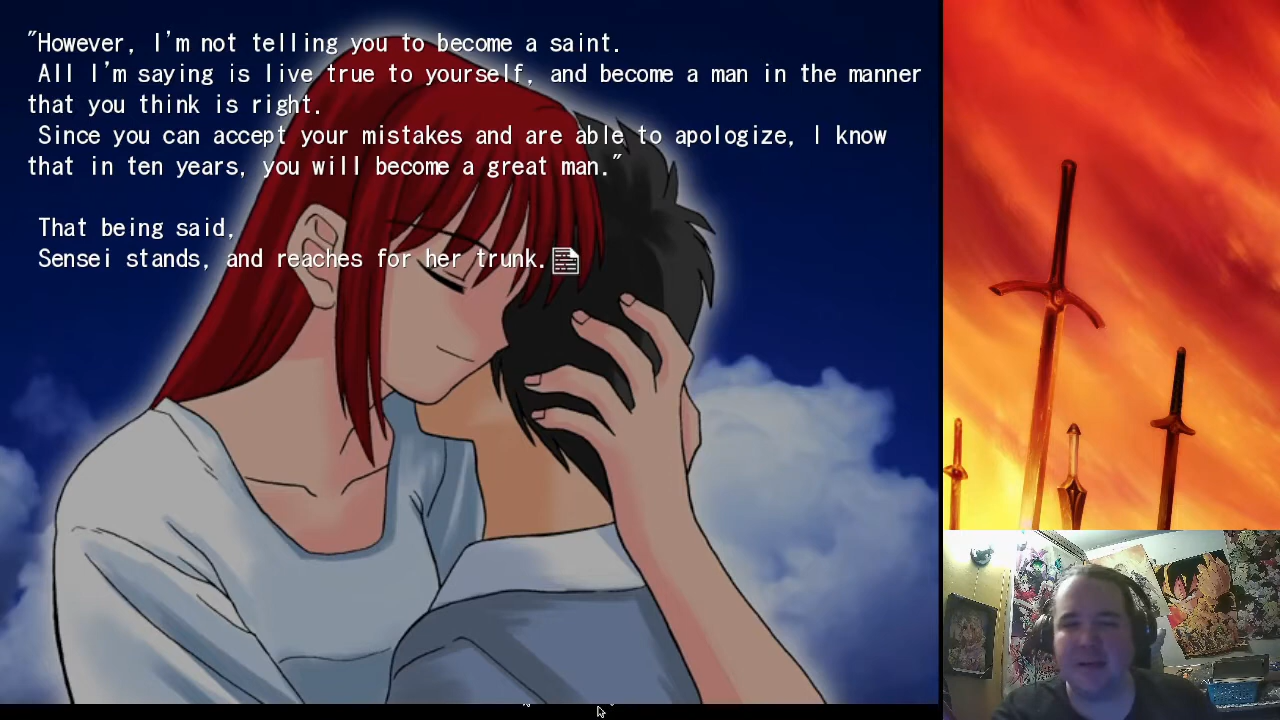 "However, I'm not telling you to become a saint.
All I'm saying is live true to yourself, and become a man in the manner
that you think is right.
Since you can accept your mistakes and are able to apologize, I know
that in ten years, you will become a great man."
That being said,
Sensei stands, and reaches for her trunk.